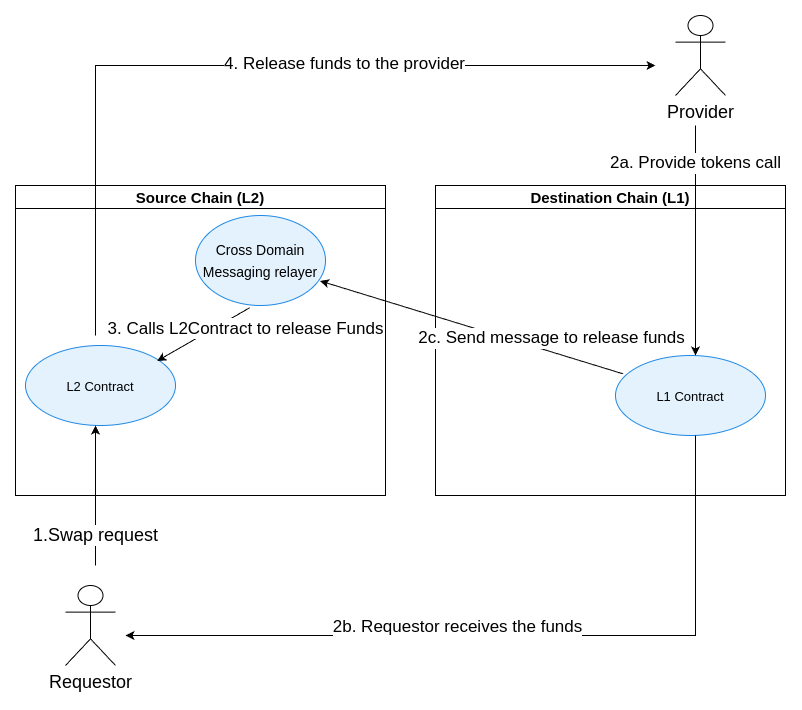 4. Release funds to the provider
Provider
2a. Provide tokens call
Source Chain (L2)
Destination Chain (L1)
Cross Domain
Messaging relayer
3. Calls L2Contract to release Funds
2c. Send message to release funds
L2 Contract
L1 Contract
1.Swap request
2b. Requestor receives the funds
Requestor